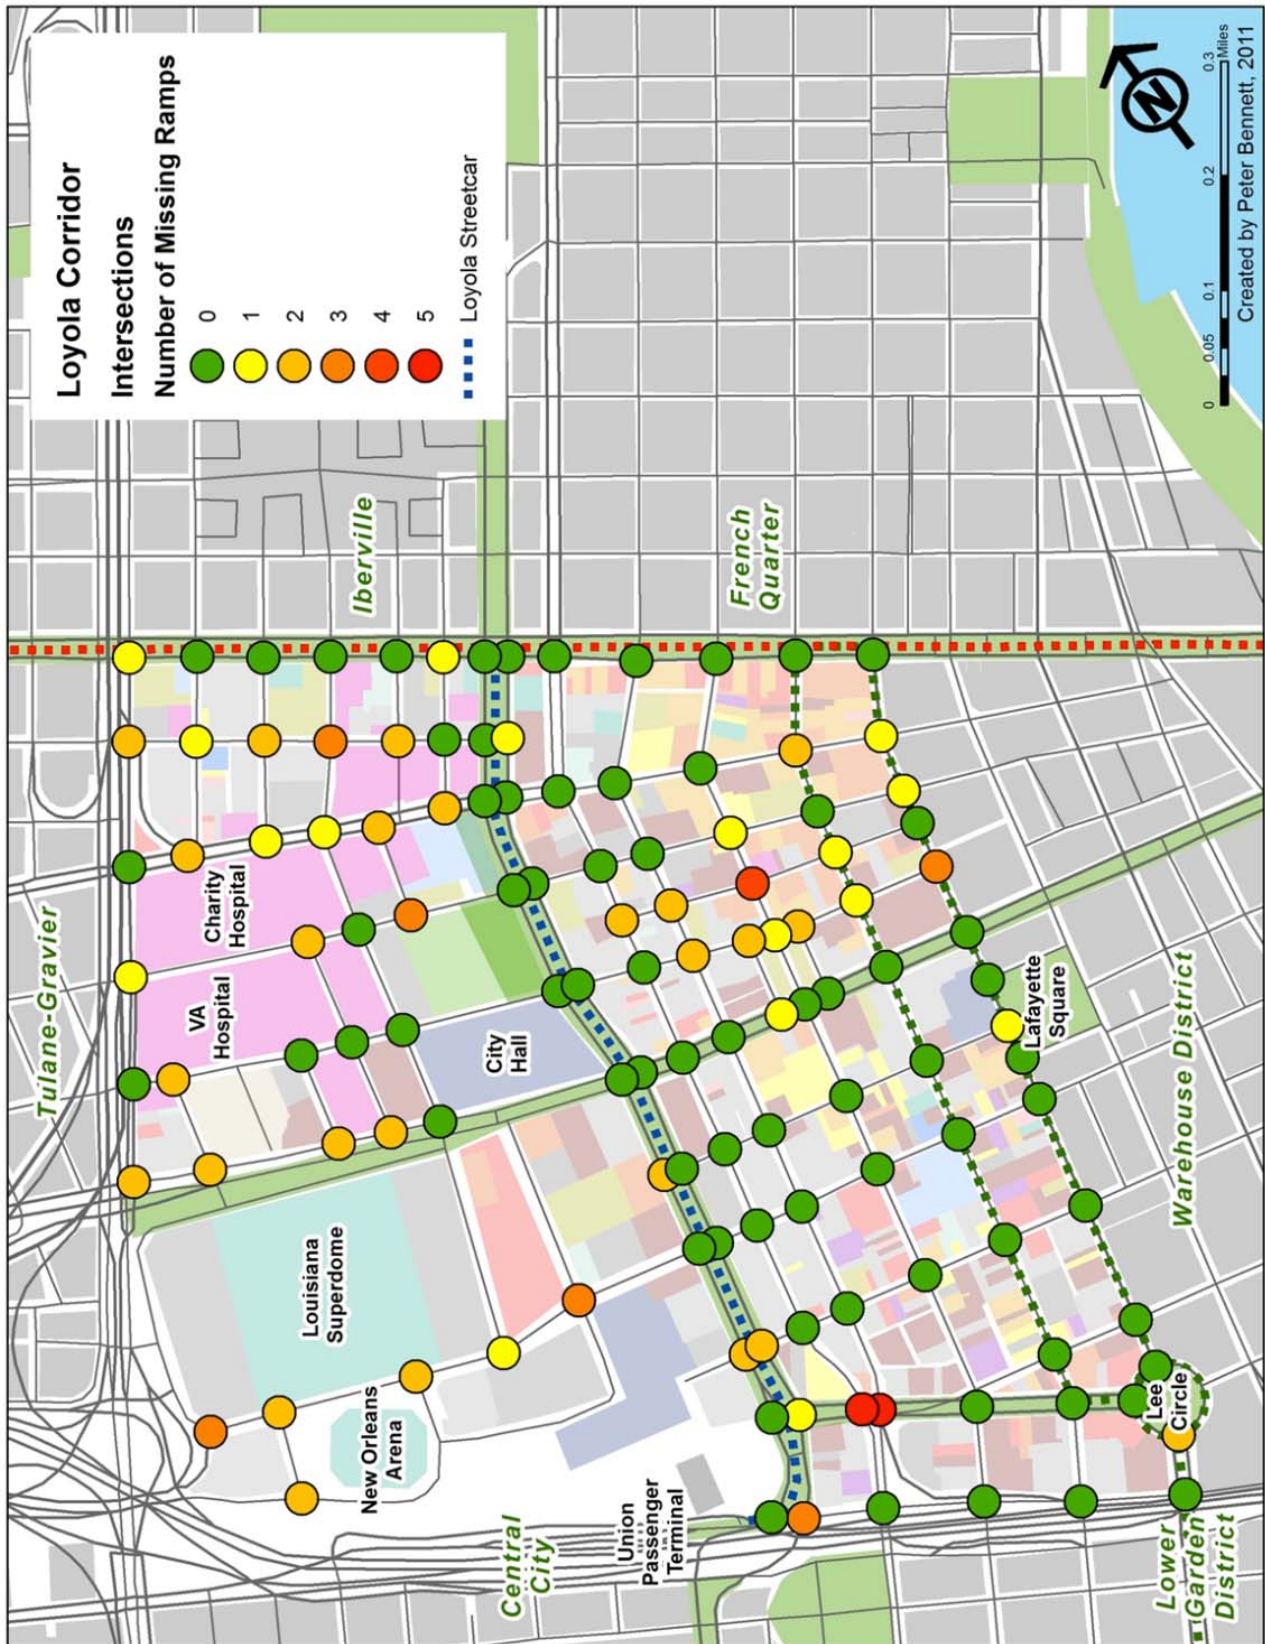 Loyola Corridor
Intersections
Number of Missing Ramps
0
1
2
3
4
5
Loyola Streetcar
Tulane-Gravier
Iberville
French
Quarter
Charity
Hospital
VA
Hospital
City
Hall
Lafayette
Square
Warehouse District
Louisiana
Superdome
New Orleans
Arena
Union
Passenger
Terminal
Central
City
Lee
Circle
Lower
Garden
District
N
0 0.05 0.1 0.2 0.3
Miles
Created by Peter Bennett, 2011